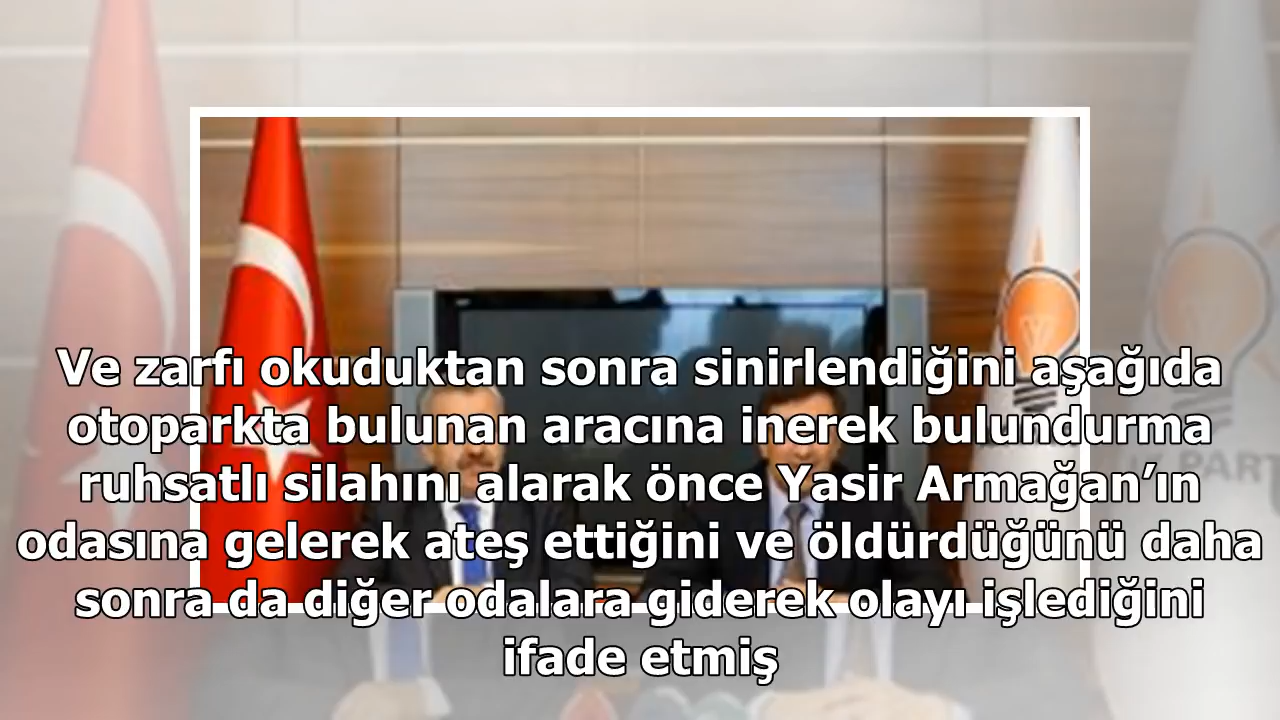 Ve zarfı okuduktan sonra sinirlendiğini aşağıda
otoparkta bulunan aracına inerek bulundurma
ruhsatlı silahını alarak önce Yasir Armağan’ın
odasına gelerek ateş ettiğini ve öldürdüğünü daha
sonra da diğer odalara giderek olayı işlediğini
ifade etmiş
PART